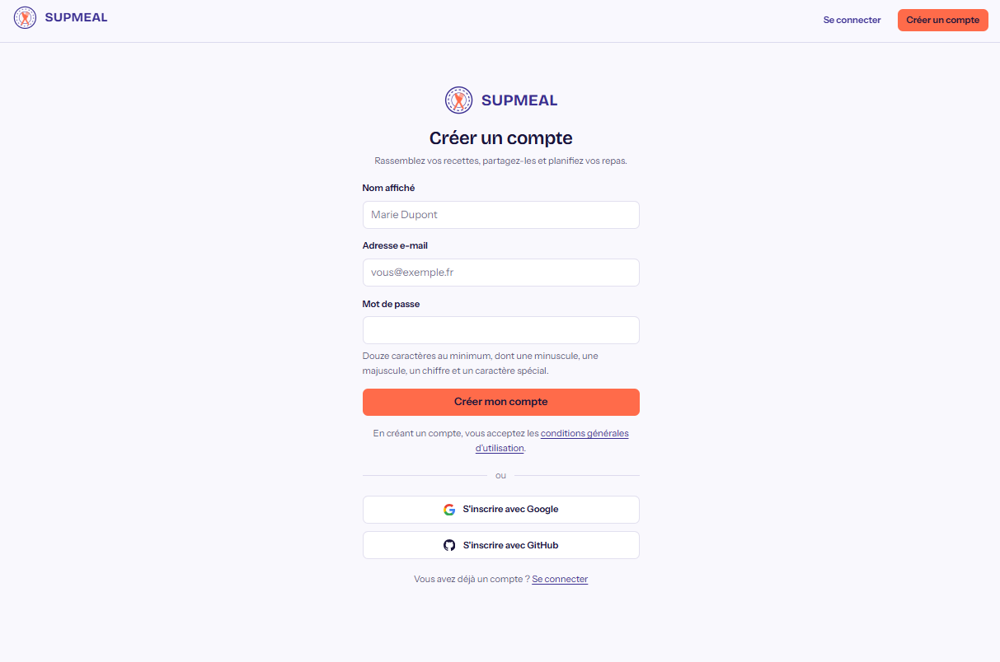 SUPMEAL
Se connecter
Créer un compte
SUPMEAL
Créer un compte
Rassemblez vos recettes, partagez-les et planifiez vos repas.
Nom affiché
Marie Dupont
Adresse e-mail
vous@exemple.fr
Mot de passe
Douze caractères au minimum, dont une minuscule, une
majuscule, un chiffre et un caractère spécial.
Créer mon compte
En créant un compte, vous acceptez les conditions générales
d'utilisation.
ou
S'inscrire avec Google
S'inscrire avec GitHub
Vous avez déjà un compte ? Se connecter